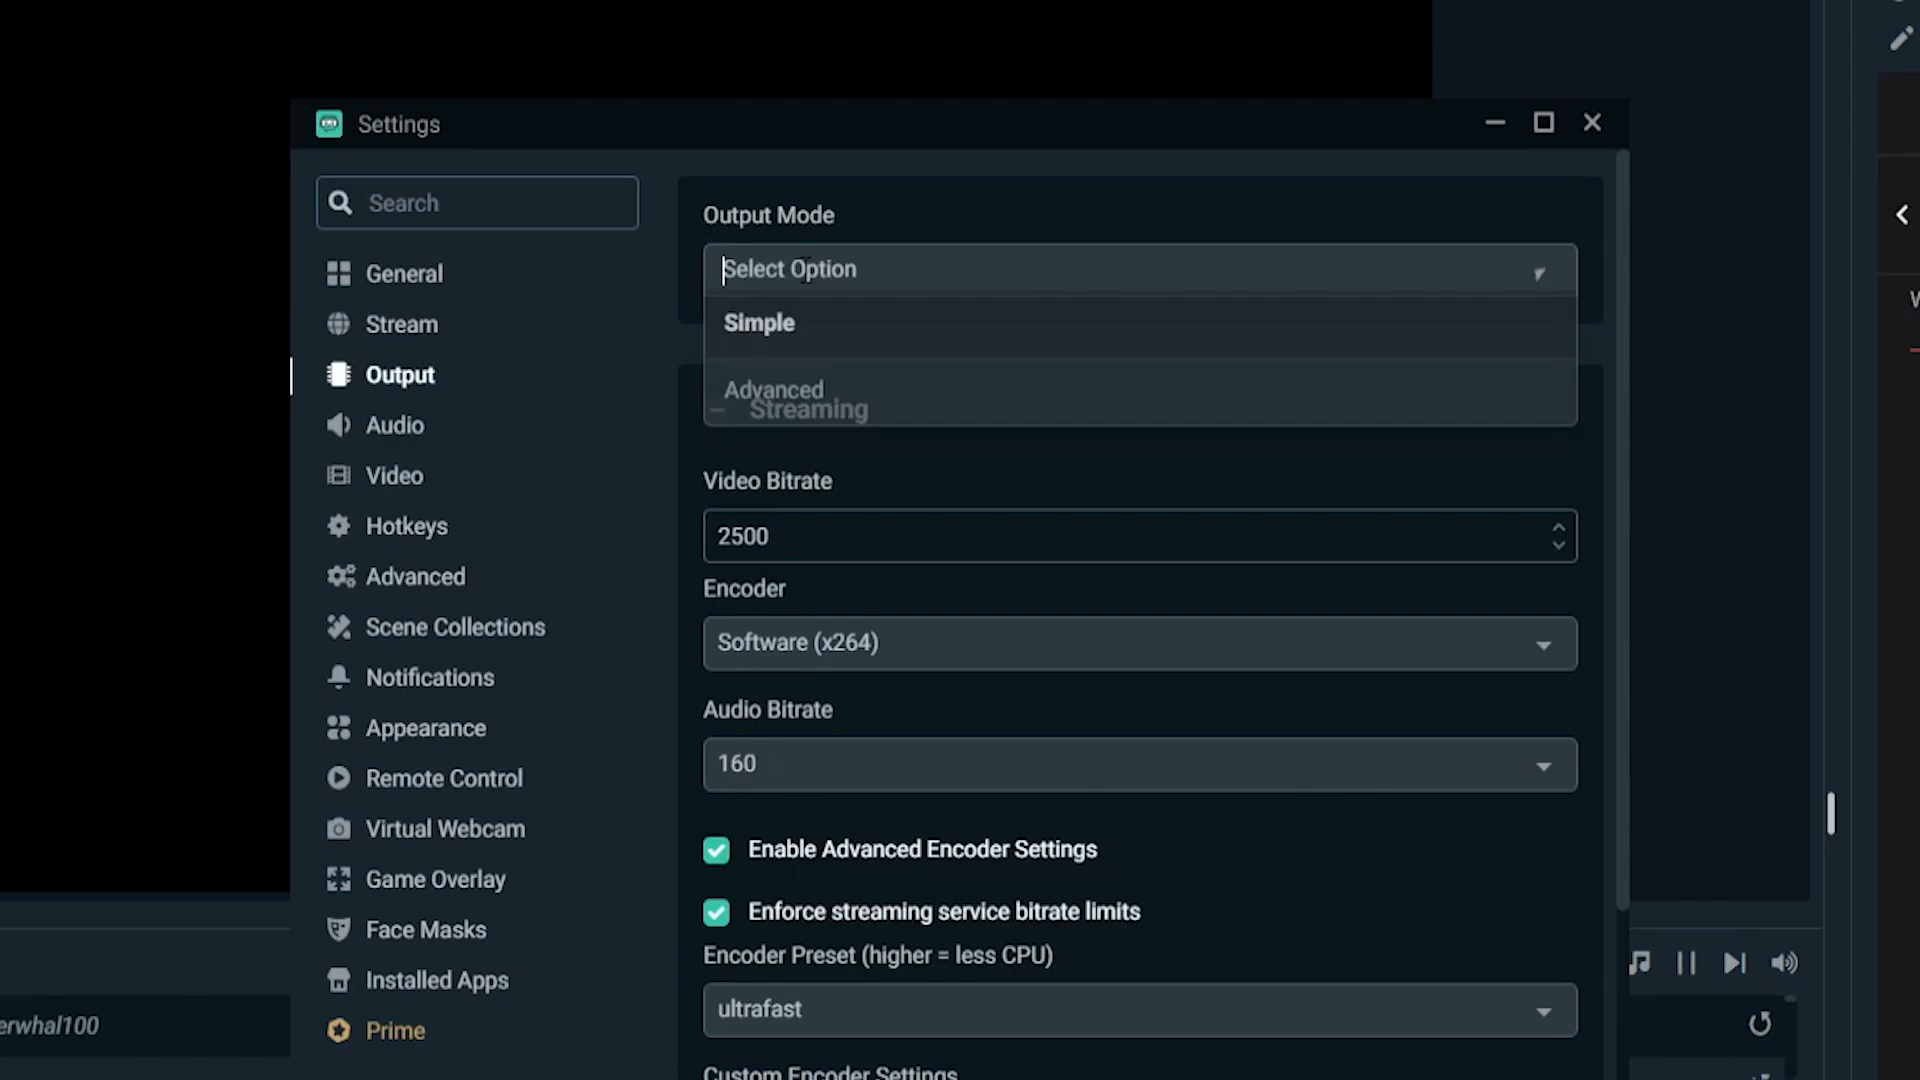 Settings
Search
General
Stream
Output
Audio
Video
Hotkeys
Advanced
Scene Collections
Notifications
Appearance
Remote Control
Virtual Webcam
Game Overlay
Face Masks
Installed Apps
Prime
Output Mode
Select Option
Simple
Advanced
Streaming
Video Bitrate
2500
Encoder
Software (x264)
Audio Bitrate
160
Enable Advanced Encoder Settings
Enforce streaming service bitrate limits
Encoder Preset (higher = less CPU)
ultrafast
Custom Encoder Settings
erwhal100